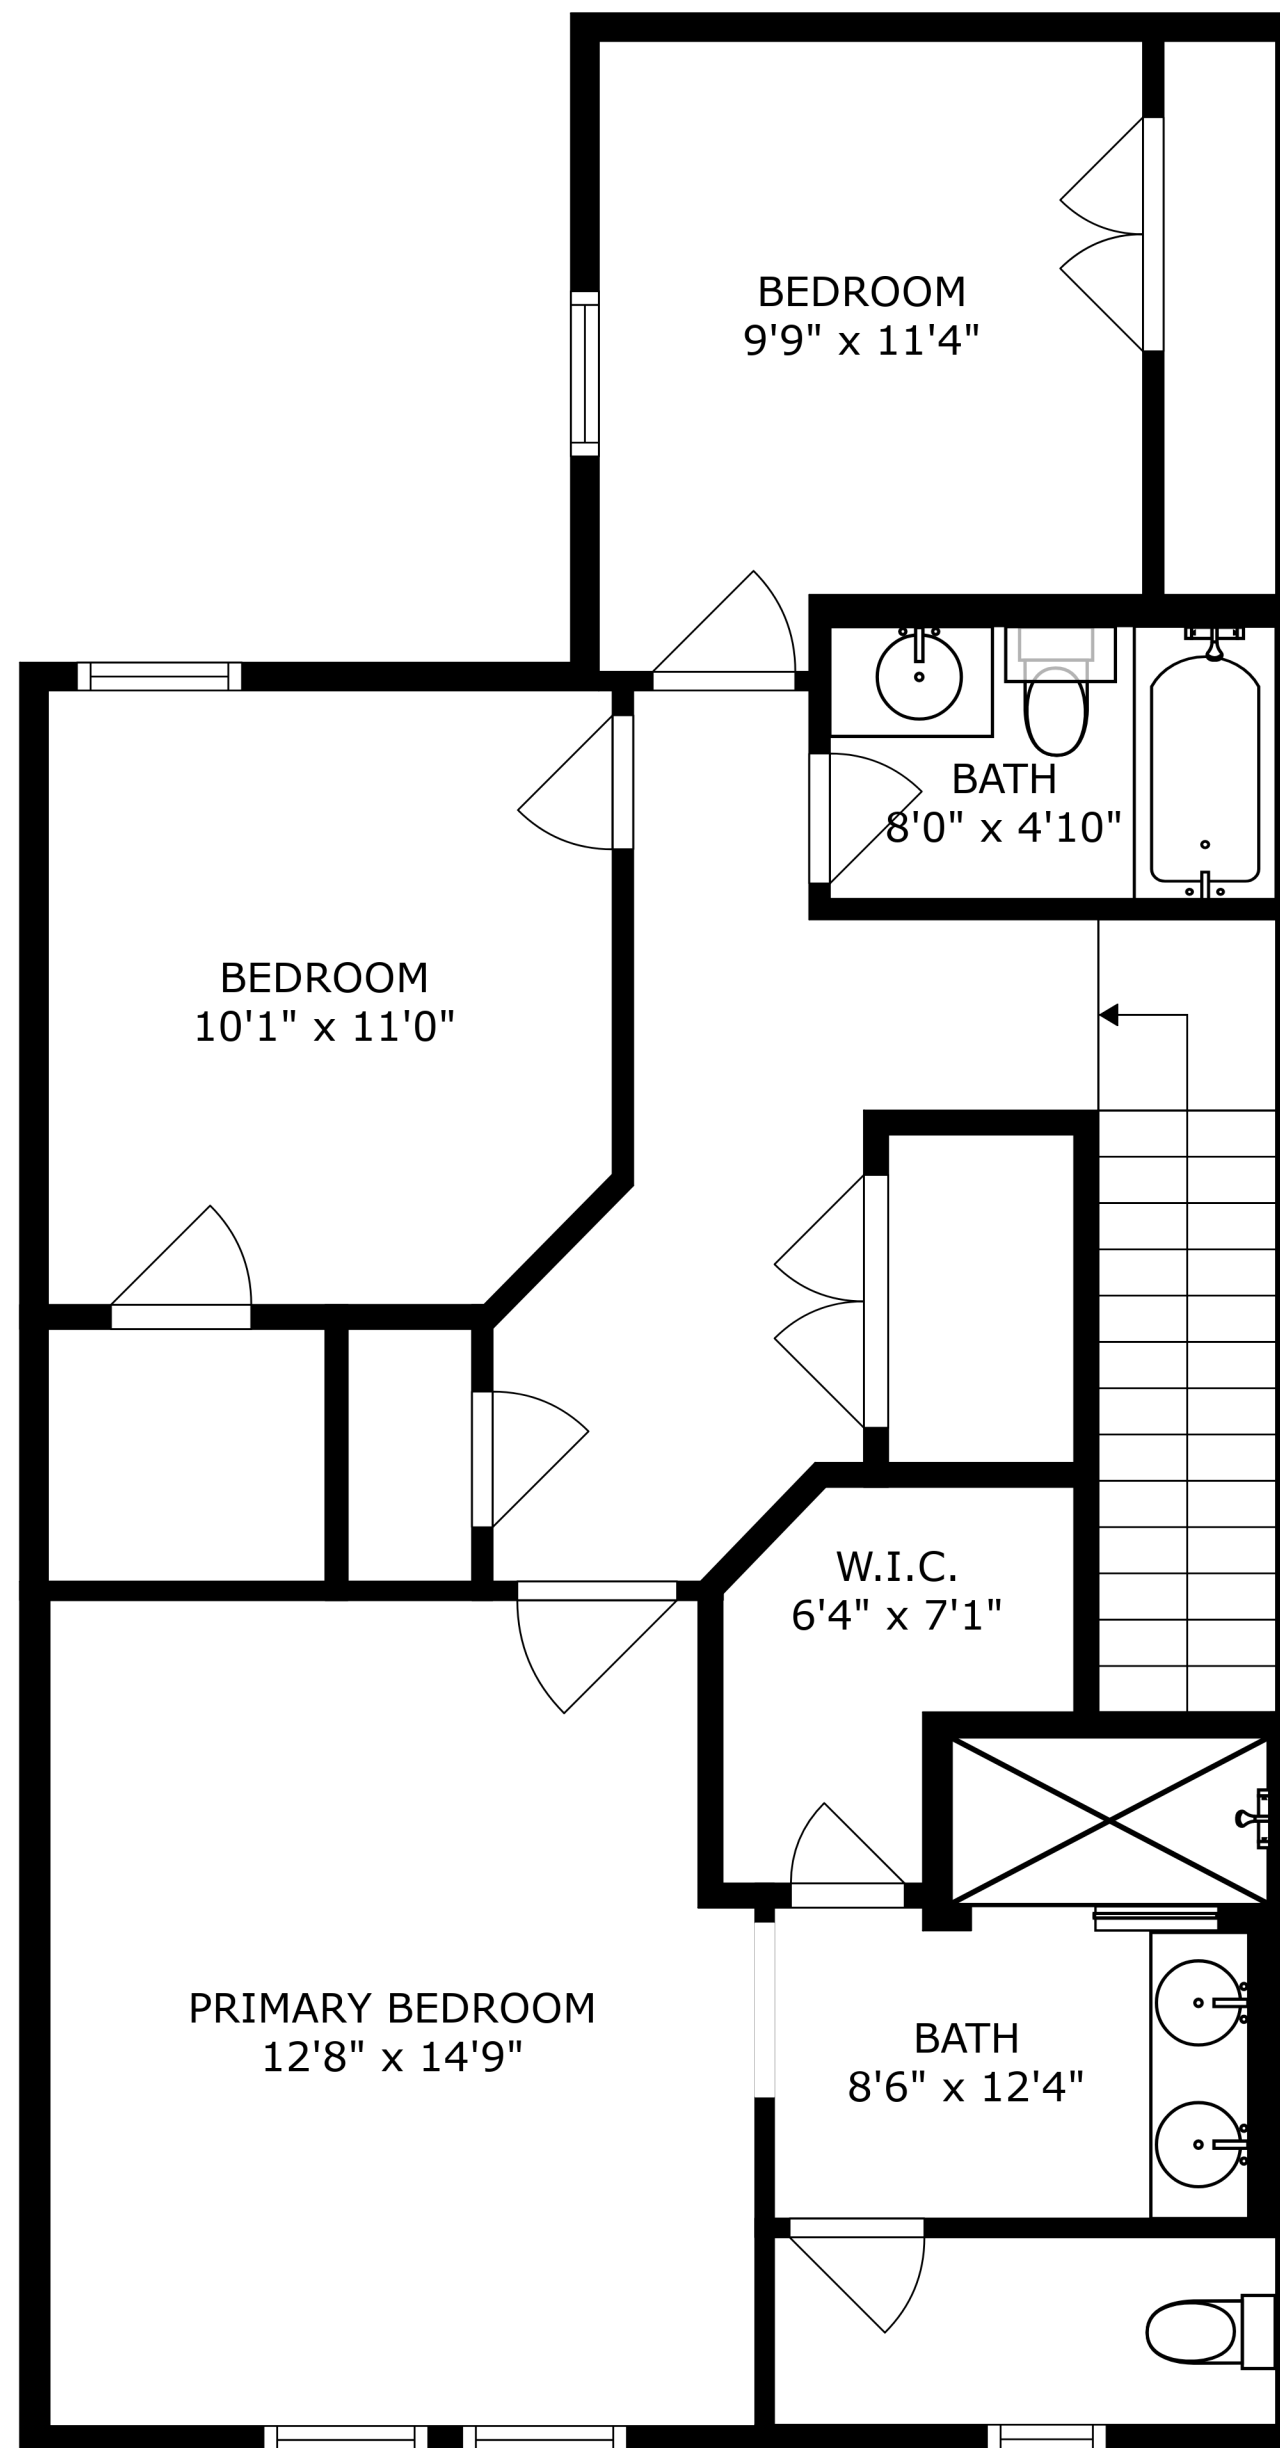 BEDROOM
9'9" x 11'4"
BATH
8'0" x 4'10"
BEDROOM
10'1" x 11'0"
W.I.C.
6'4" x 7'1"
PRIMARY BEDROOM
12'8" x 14'9"
BATH
8'6" x 12'4"